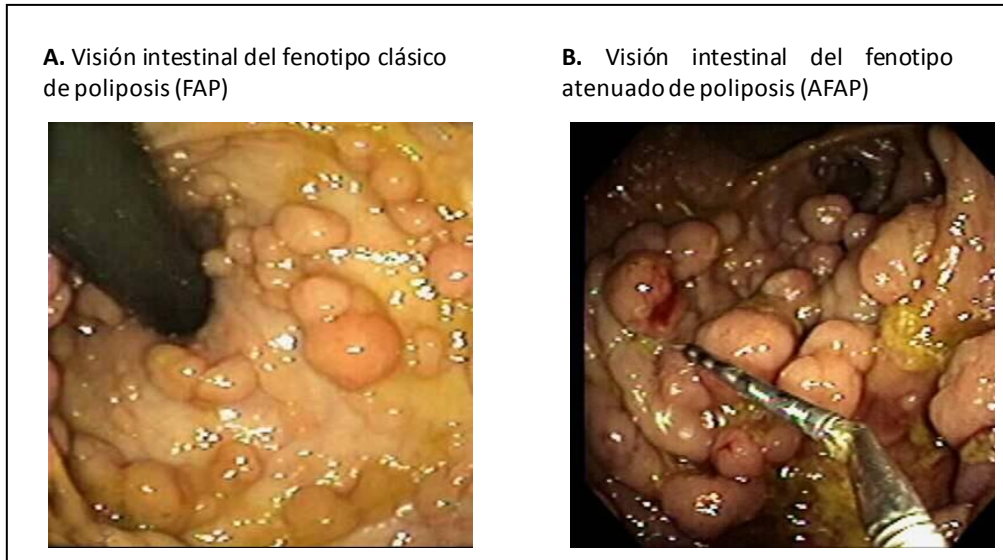 A. Visión intestinal del fenotipo clásico
de poliposis (FAP)
B. Visión intestinal del fenotipo
atenuado de poliposis (AFAP)